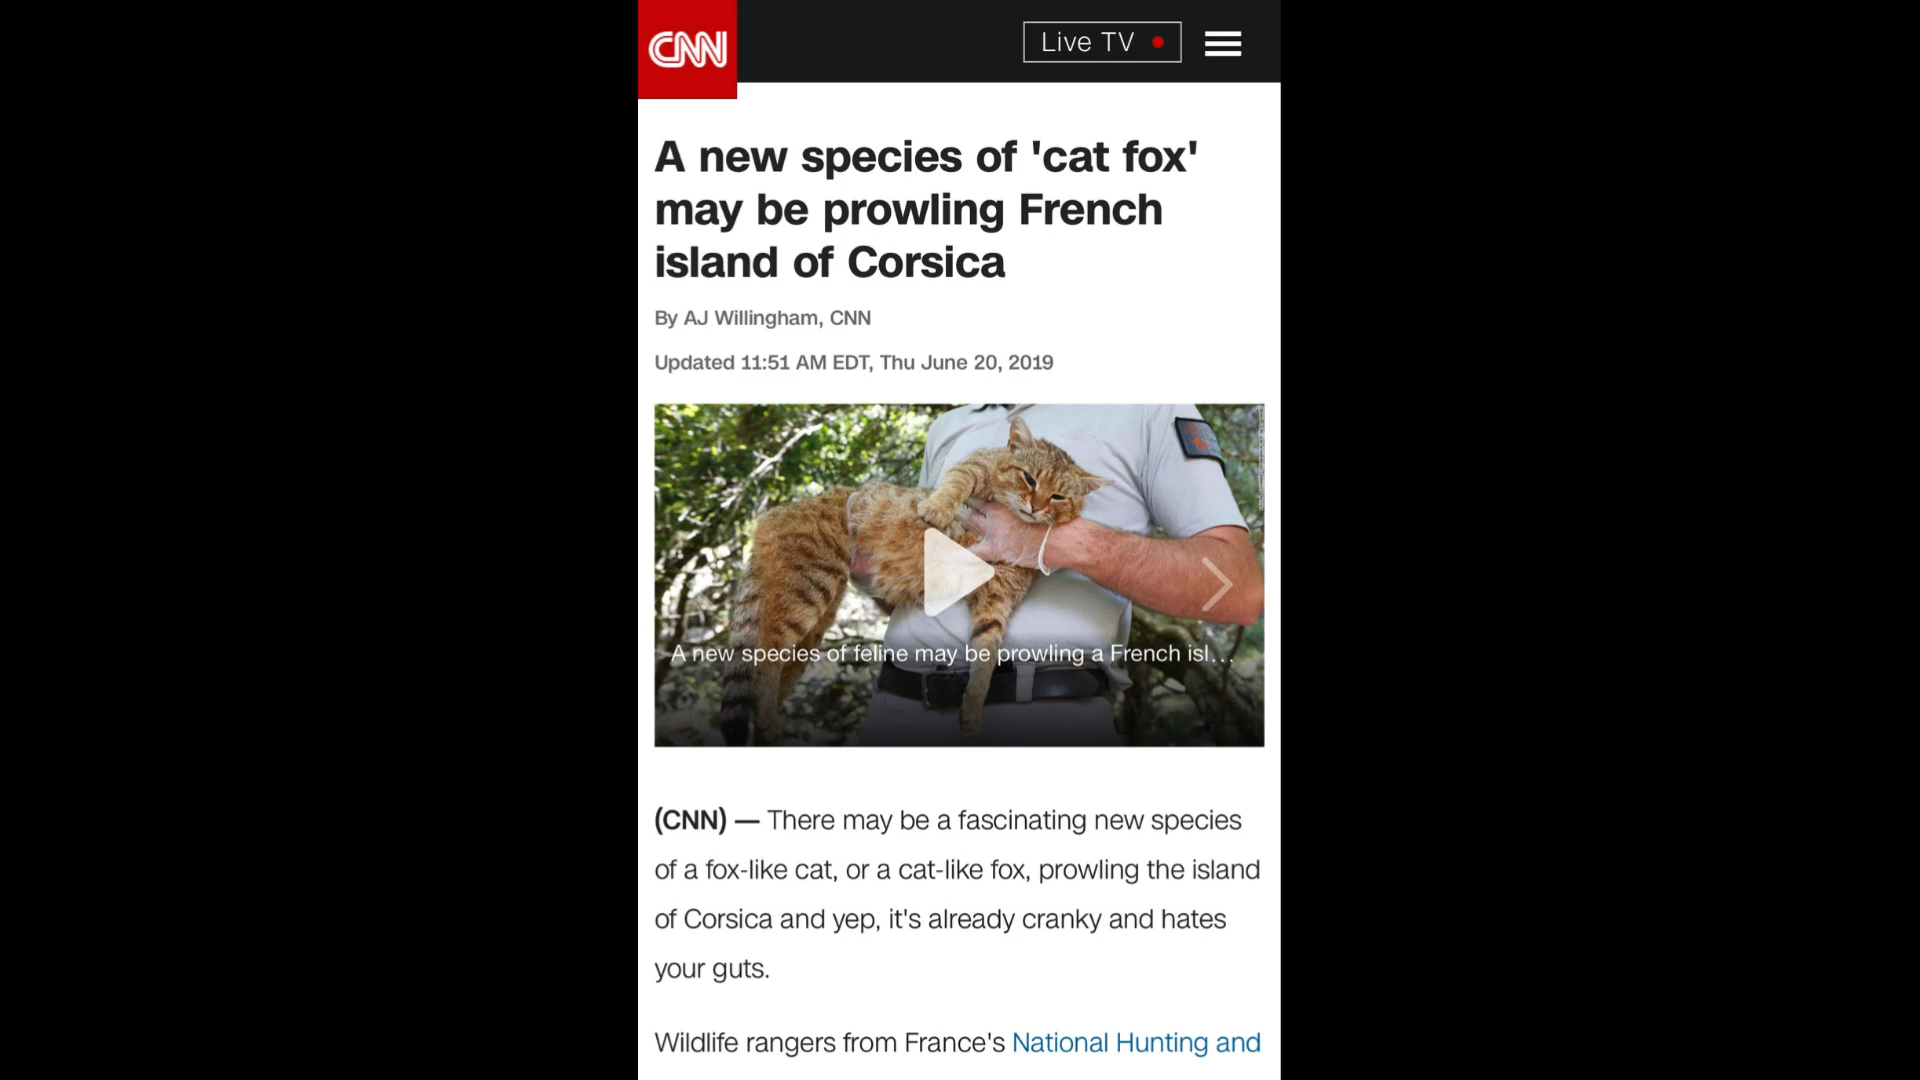 CNN
Live TV
A new species of 'cat fox'
may be prowling French
island of Corsica
By AJ Willingham, CNN
Updated 11:51 AM EDT, Thu June 20, 2019
A new species of feline may be prowling a French isl...
(CNN) — There may be a fascinating new species
of a fox-like cat, or a cat-like fox, prowling the island
of Corsica and yep, it's already cranky and hates
your guts.
Wildlife rangers from France's National Hunting and